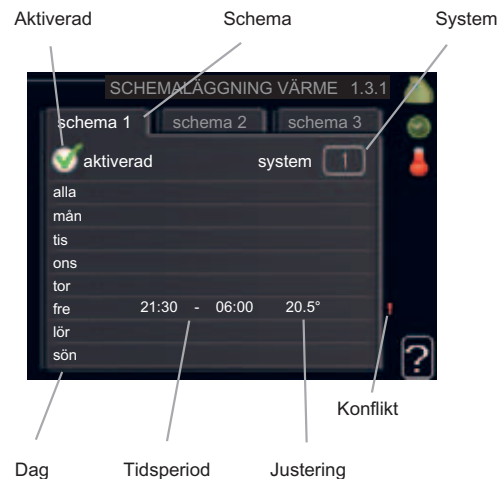 Aktiverad Schema System
SCHEMALÄGGNING VÄRME 1.3.1
schema 1 schema 2 schema 3
aktiverad system 1
alla
mån
tis
ons
tor
fre 21:30 - 06:00 20.5°
lör
sön
?
Konflikt
Dag Tidsperiod Justering